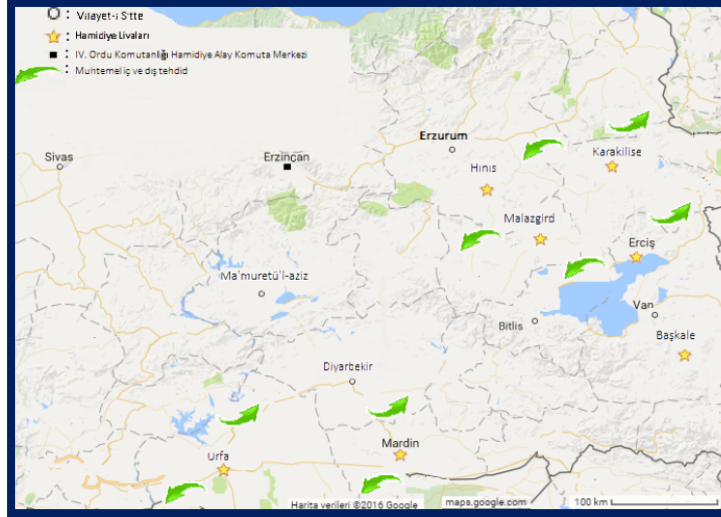 : Vilayet-i Sitte
: Hamidiye Livaları
: IV. Ordu Komutanlığı Hamidiye Alay Komuta Merkezi
: Muhtemel iç ve dış tehdid
Erzurum
Sivas
Erzincan
Karakilise
Hınıs
Malazgird
Erciş
Ma'muretü'l-aziz
Van
Bitlis
Başkale
Diyarbekir
Mardin
Urfa
Harita verileri ©2016 Google
maps.google.com
100 km